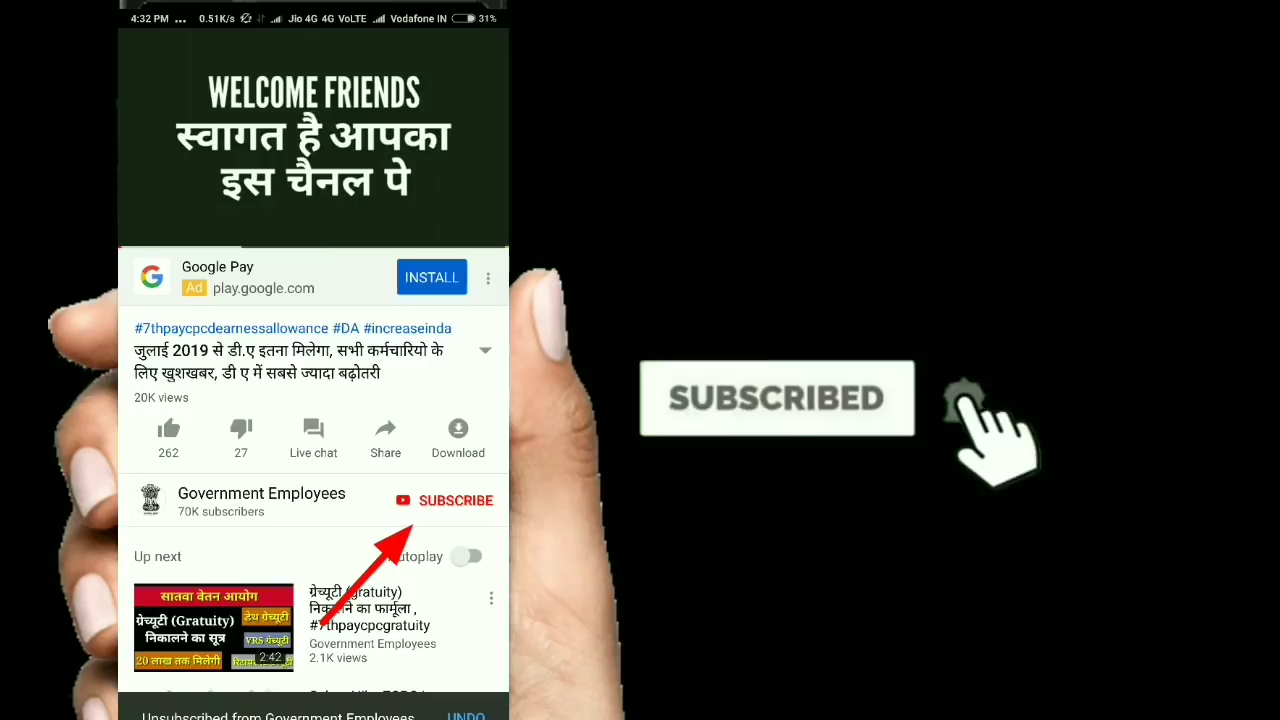 4:32 PM ... 0.51K/s Jio 4G 4G VoLTE Vodafone IN 31%
WELCOME FRIENDS
स्वागत है आपका
इस चैनल पे
Google Pay
Ad play.google.com
INSTALL
#7thpaycpcdearnessallowance #DA #increaseinda
जुलाई 2019 से डी.ए इतना मिलेगा, सभी कर्मचारियो के
लिए खुशखबर, डी ए में सबसे ज्यादा बढ़ोतरी
20K views
262 27 Live chat Share Download
Government Employees
70K subscribers
SUBSCRIBE
SUBSCRIBED
Up next
Autoplay
सातवा वेतन आयोग
ग्रेच्यूटी (Gratuity)
निकालने का सूत्र
डेथ ग्रेच्यूटी
VRS ग्रेच्यूटी
20 लाख तक मिलेगी
2:42
ग्रेच्यूटी (gratuity)
निकालने का फार्मूला ,
#7thpaycpcgratuity
Government Employees
2.1K views
Unsubscribed from Government Employees UNDO